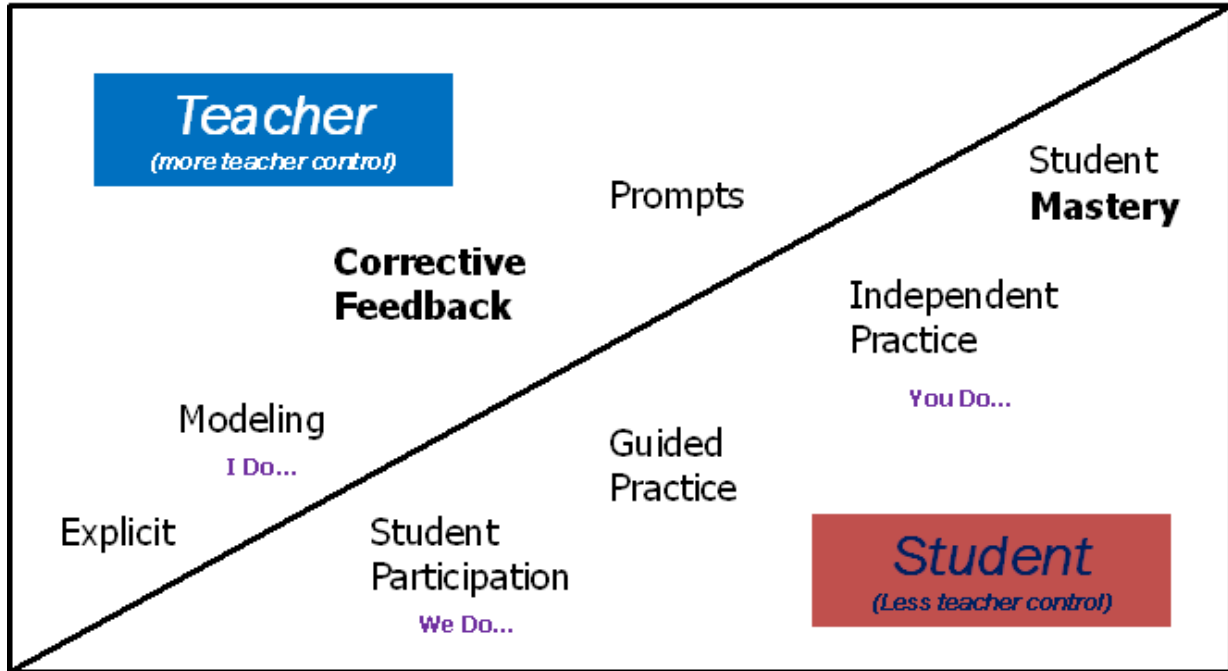 Teacher
(more teacher control)
Prompts
Corrective
Feedback
Modeling
I Do...
Explicit
Student
Mastery
Independent
Practice
You Do...
Guided
Practice
Student
Participation
We Do...
Student
(Less teacher control)